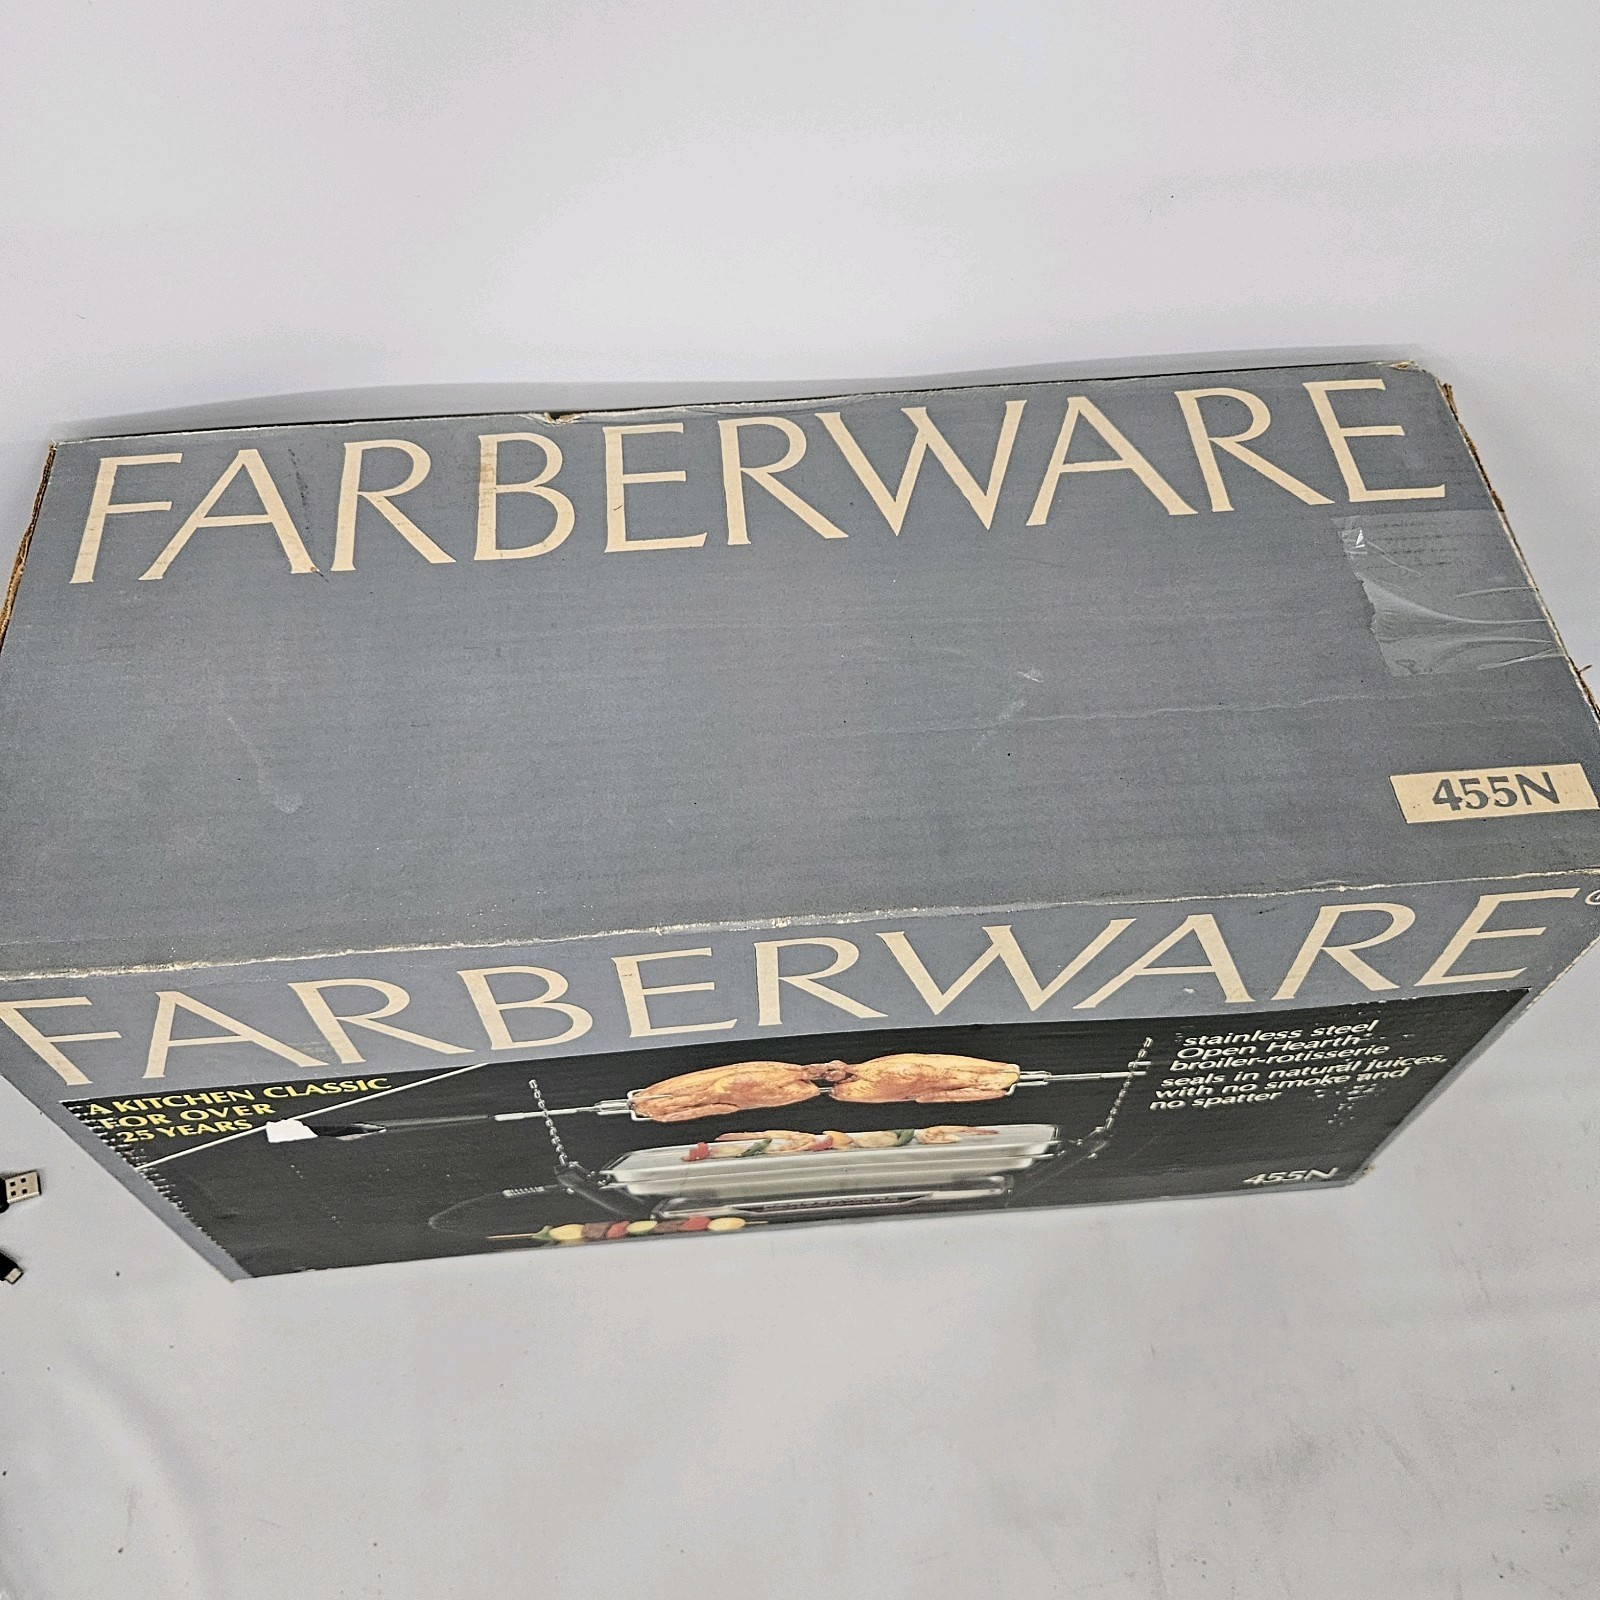 FARBERWARE
455N
FARBERWARE®
A KITCHEN CLASSIC
FOR OVER
25 YEARS
stainless steel
Open Hearth
broiler-rotisserie
seals in natural juices,
with no smoke and
no spatter
455N